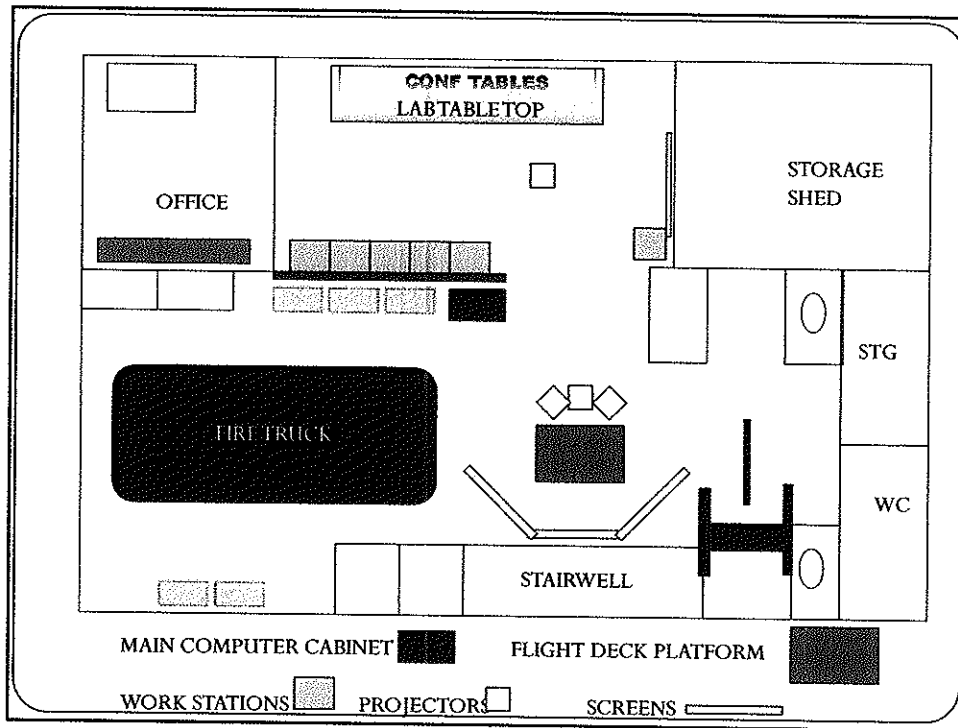 CONF TABLES
LABTABLETOP
STORAGE
SHED
OFFICE
STG
FIRE TRUCK
WC
STAIRWELL
MAIN COMPUTER CABINET
FLIGHT DECK PLATFORM
WORK STATIONS
PROJECTORS
SCREENS